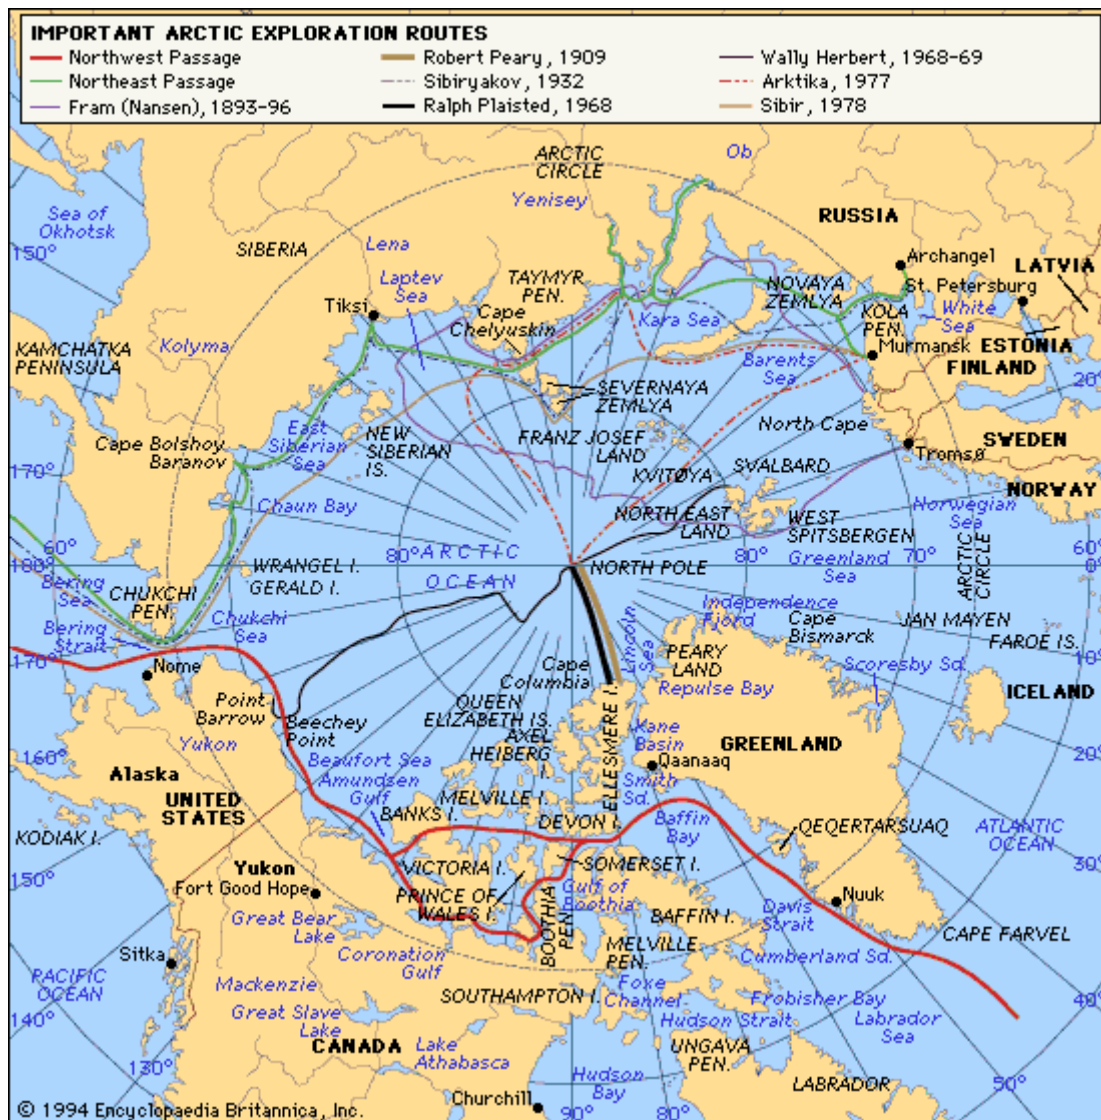 IMPORTANT ARCTIC EXPLORATION ROUTES
Northwest Passage
Northeast Passage
Fram (Nansen), 1893-96
Robert Peary, 1909
Sibiryakov, 1932
Ralph Plaisted, 1968
Wally Herbert, 1968-69
Arktika, 1977
Sibir, 1978
ARCTIC
CIRCLE
Ob
Yenisey
Sea of
Okhotsk
150°
SIBERIA
Lena
Laptev
Sea
TAYMYR
PEN.
RUSSIA
Archangel
LATVIA
St. Petersburg
NOVAYA
ZEMLYA
KOLA
PEN.
White
Sea
Tiksi
Cape
Chelyuskin
Kara Sea
Murmansk
ESTONIA
FINLAND
KAMCHATKA
PENINSULA
Kolyma
Barents
Sea
20°
SEVERNAYA
ZEMLYA
North Cape
SWEDEN
Tromsø
NORWAY
Cape Bolshoy
Baranov
East
Siberian
Sea
NEW
SIBERIAN
IS.
FRANZ JOSEF
LAND
KVITØYA
SVALBARD
170°
Chaun Bay
NORTH EAST
LAND
WEST
SPITSBERGEN
Norwegian
Sea
Greenland
Sea
ARCTIC
CIRCLE
60°
180°
Bering
Sea
WRANGEL I.
GERALD I.
80°
ARCTIC
OCEAN
NORTH POLE
80°
70°
60°
0°
CHUKCHI
PEN.
Chukchi
Sea
Bering
Strait
170°
Lincoln
Sea
Independence
Fjord
Cape
Bismarck
JAN MAYEN
FAROE IS.
10°
Nome
Cape
Columbia
PEARY
LAND
Repulse Bay
Scoresby Sd.
ICELAND
Point
Barrow
Beechey
Point
QUEEN
ELIZABETH IS.
AXEL
HEIBERG
I.
ELLESMERE I.
Kane
Basin
GREENLAND
Qaanaaq
20°
Yukon
160°
Alaska
UNITED
STATES
Beaufort Sea
Amundsen
Gulf
MELVILLE I.
BANKS I.
DEVON I.
Smith
Sd.
Baffin
Bay
QEQERTARSUAQ
ATLANTIC
OCEAN
KODIAK I.
30°
150°
Yukon
Fort Good Hope
VICTORIA I.
PRINCE OF
WALES I.
SOMERSET I.
Gulf of
Boothia
BOOTHIA
PEN.
BAFFIN I.
Davis
Strait
Nuuk
CAPE FARVEL
Great Bear
Lake
Sitka
Coronation
Gulf
MELVILLE
PEN.
Cumberland Sd.
PACIFIC
OCEAN
Mackenzie
SOUTHAMPTON I.
Foxe
Channel
Frobisher Bay
40°
140°
Great Slave
Lake
Hudson Strait
Labrador
Sea
CANADA
Lake
Athabasca
UNGAVA
PEN.
130°
Hudson
Bay
LABRADOR
50°
Churchill
90°
80°
© 1994 Encyclopaedia Britannica, Inc.